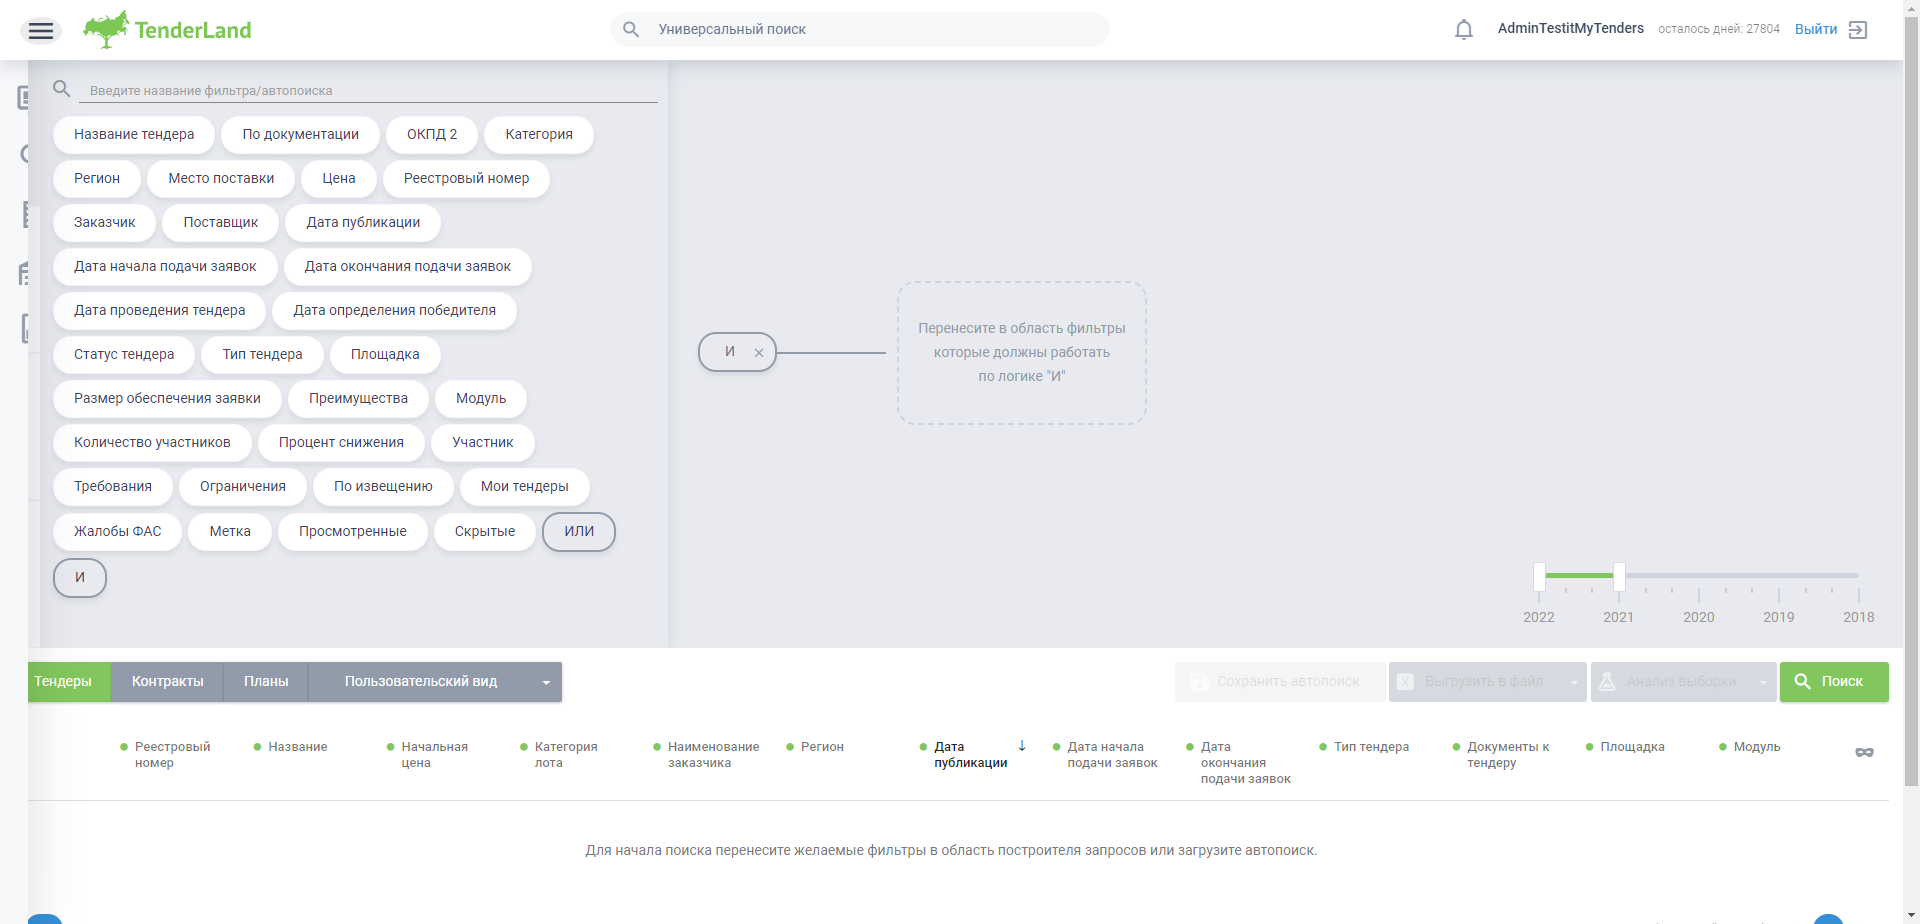 TenderLand
Универсальный поиск
AdminTestitMyTenders
осталось дней: 27804
Выйти
Введите название фильтра/автопоиска
Название тендера
По документации
ОКПД 2
Категория
Регион
Место поставки
Цена
Реестровый номер
Заказчик
Поставщик
Дата публикации
Дата начала подачи заявок
Дата окончания подачи заявок
Дата проведения тендера
Дата определения победителя
Статус тендера
Тип тендера
Площадка
Размер обеспечения заявки
Преимущества
Модуль
Количество участников
Процент снижения
Участник
Требования
Ограничения
По извещению
Мои тендеры
Жалобы ФАС
Метка
Просмотренные
Скрытые
ИЛИ
И
И
Перенесите в область фильтры
которые должны работать
по логике "И"
2022
2021
2020
2019
2018
Тендеры
Контракты
Планы
Пользовательский вид
Сохранить автопоиск
Выгрузить в файл
Анализ выборки
Поиск
Реестровый
номер
Название
Начальная
цена
Категория
лота
Наименование
заказчика
Регион
Дата
публикации
Дата начала
подачи заявок
Дата
окончания
подачи заявок
Тип тендера
Документы к
тендеру
Площадка
Модуль
Для начала поиска перенесите желаемые фильтры в область построителя запросов или загрузите автопоиск.